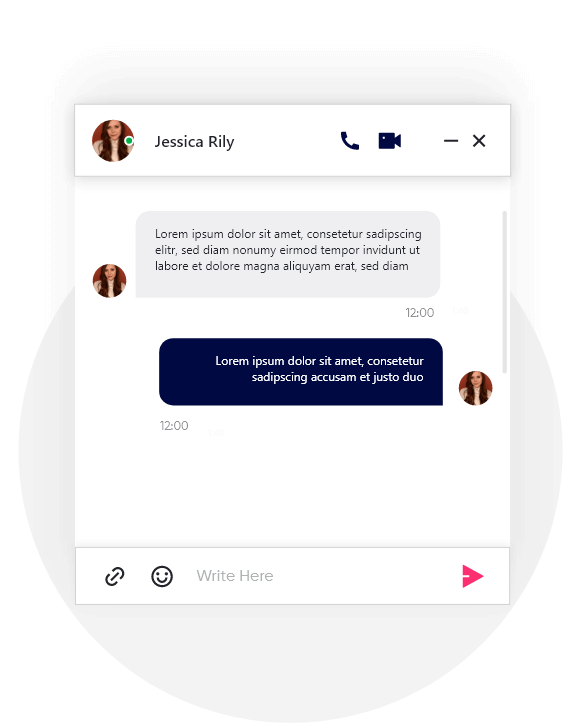 Jessica Rily
Lorem ipsum dolor sit amet, consetetur sadipscing
elitr, sed diam nonumy eirmod tempor invidunt ut
labore et dolore magna aliquyam erat, sed diam
12:00
Lorem ipsum dolor sit amet, consetetur
sadipscing accusam et justo duo
12:00
Write Here